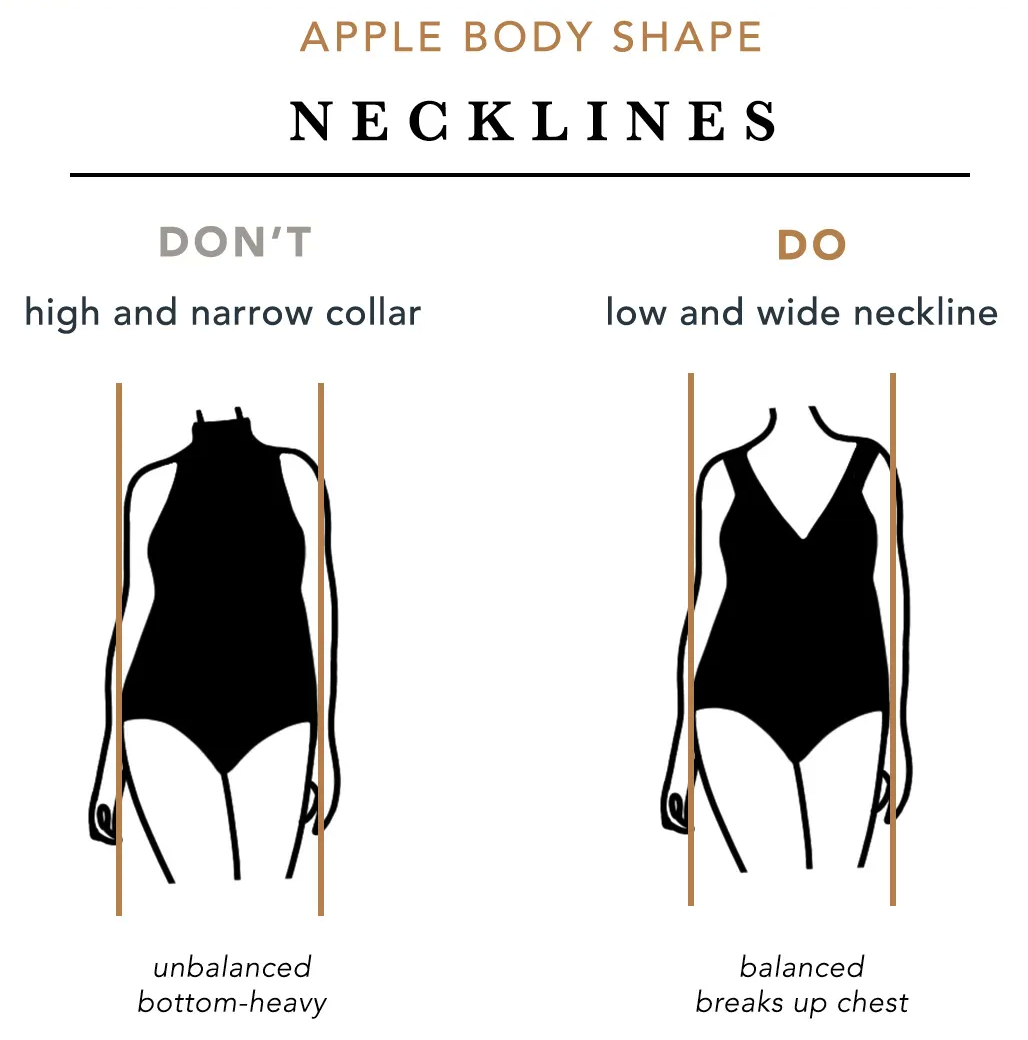 APPLE BODY SHAPE
NECKLINES
DON'T
high and narrow collar
unbalanced
bottom-heavy
DO
low and wide neckline
balanced
breaks up chest